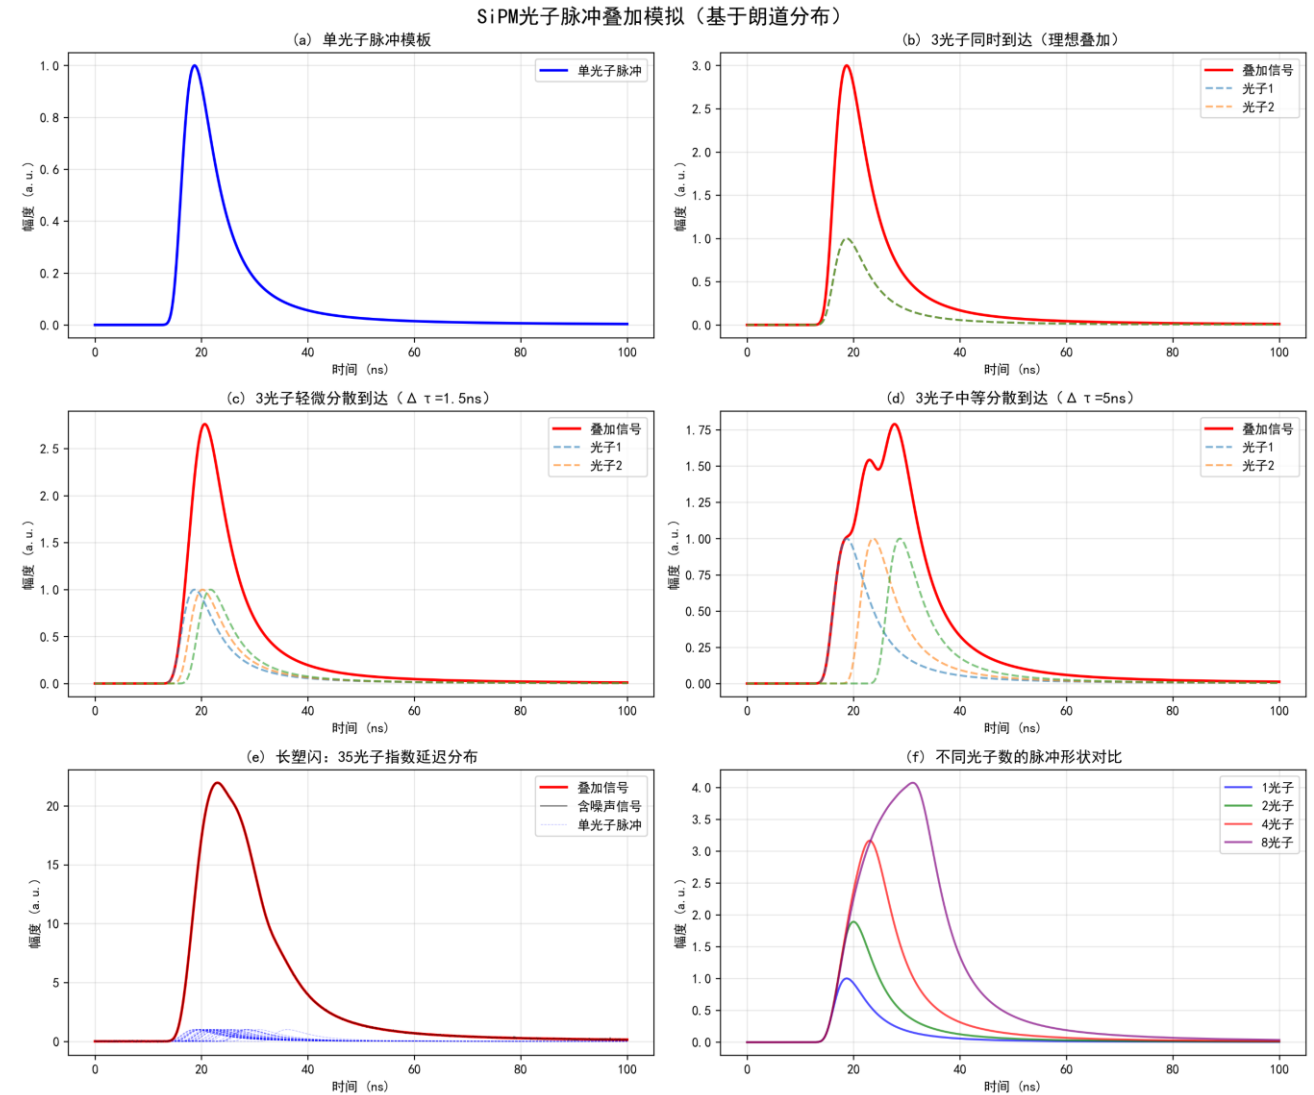 SiPM光子脉冲叠加模拟（基于朗道分布）
(a) 单光子脉冲模板
单光子脉冲
幅度 (a.u.)
1.0
0.8
0.6
0.4
0.2
0.0
0 20 40 60 80 100
时间 (ns)
(b) 3光子同时到达（理想叠加）
叠加信号
光子1
光子2
幅度 (a.u.)
3.0
2.5
2.0
1.5
1.0
0.5
0.0
0 20 40 60 80 100
时间 (ns)
(c) 3光子轻微分散到达（Δτ=1.5ns）
叠加信号
光子1
光子2
幅度 (a.u.)
2.5
2.0
1.5
1.0
0.5
0.0
0 20 40 60 80 100
时间 (ns)
(d) 3光子中等分散到达（Δτ=5ns）
叠加信号
光子1
光子2
幅度 (a.u.)
1.75
1.50
1.25
1.00
0.75
0.50
0.25
0.00
0 20 40 60 80 100
时间 (ns)
(e) 长塑闪：35光子指数延迟分布
叠加信号
含噪声信号
单光子脉冲
幅度 (a.u.)
20
15
10
5
0
0 20 40 60 80 100
时间 (ns)
(f) 不同光子数的脉冲形状对比
1光子
2光子
4光子
8光子
幅度 (a.u.)
4.0
3.5
3.0
2.5
2.0
1.5
1.0
0.5
0.0
0 20 40 60 80 100
时间 (ns)